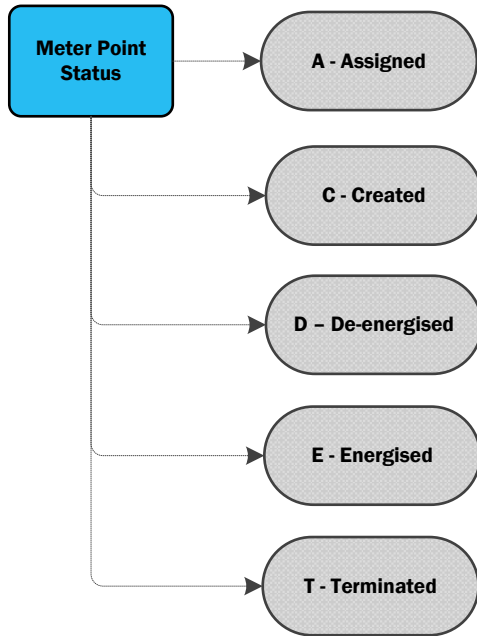 Meter Point
Status
A - Assigned
C - Created
D – De-energised
E - Energised
T - Terminated